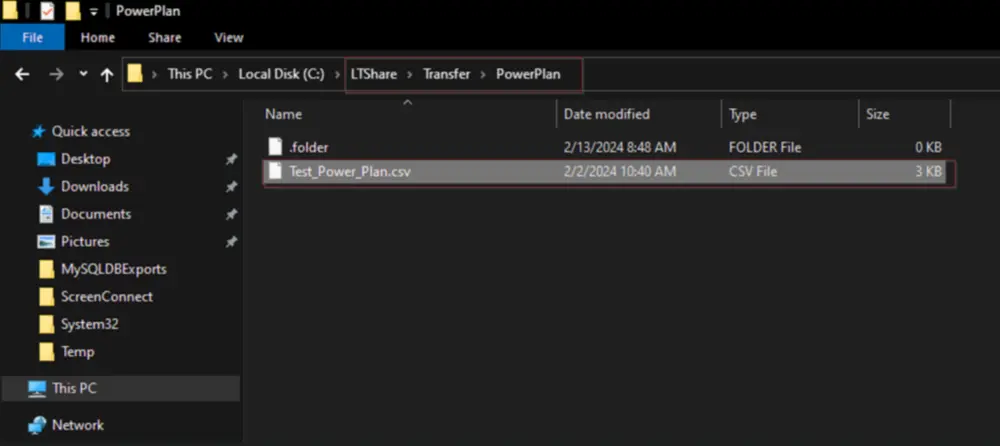 PowerPlan
File Home Share View
This PC Local Disk (C:) LTShare Transfer PowerPlan
Name Date modified Type Size
.folder 2/13/2024 8:48 AM FOLDER File 0 KB
Test_Power_Plan.csv 2/2/2024 10:40 AM CSV File 3 KB
Quick access
Desktop
Downloads
Documents
Pictures
MySQLDBExports
ScreenConnect
System32
Temp
This PC
Network